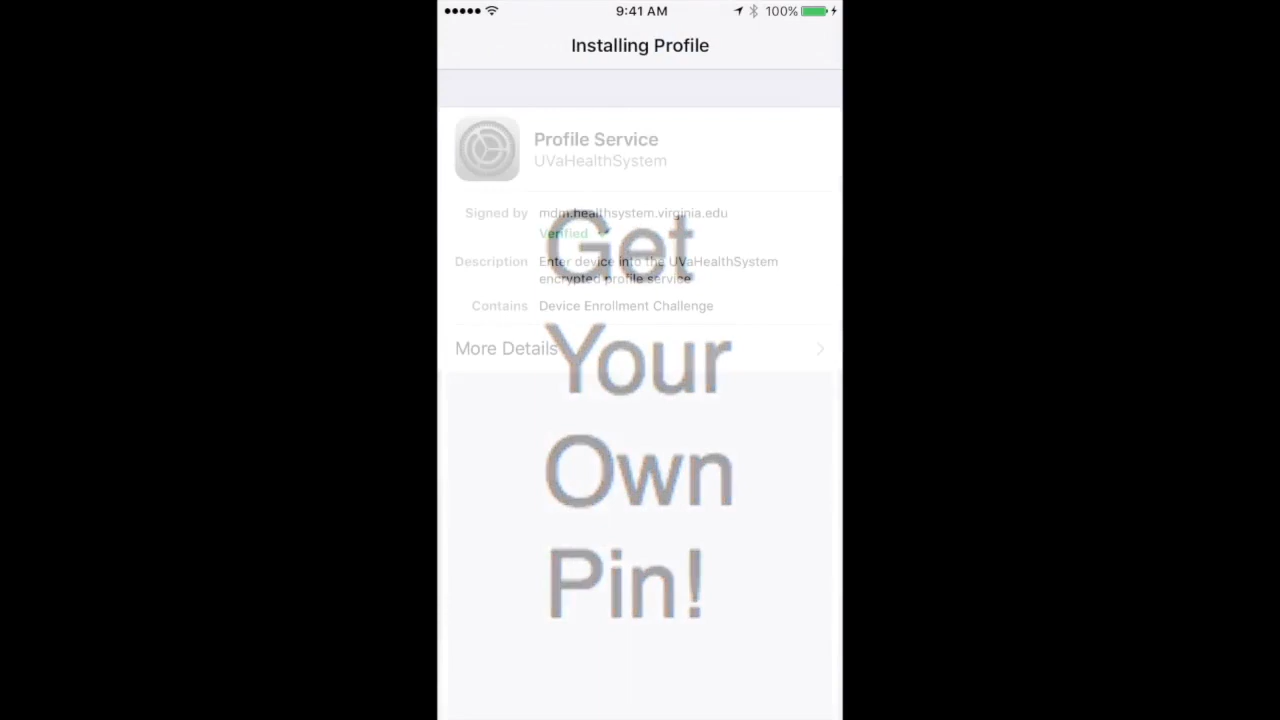 9:41 AM
100%
Installing Profile
Profile Service
UVaHealthSystem
Signed by mdm.healthsystem.virginia.edu
Verified
Description Enter device into the UVaHealthSystem
encrypted profile service
Contains Device Enrollment Challenge
More Details
Get
Your
Own
Pin!